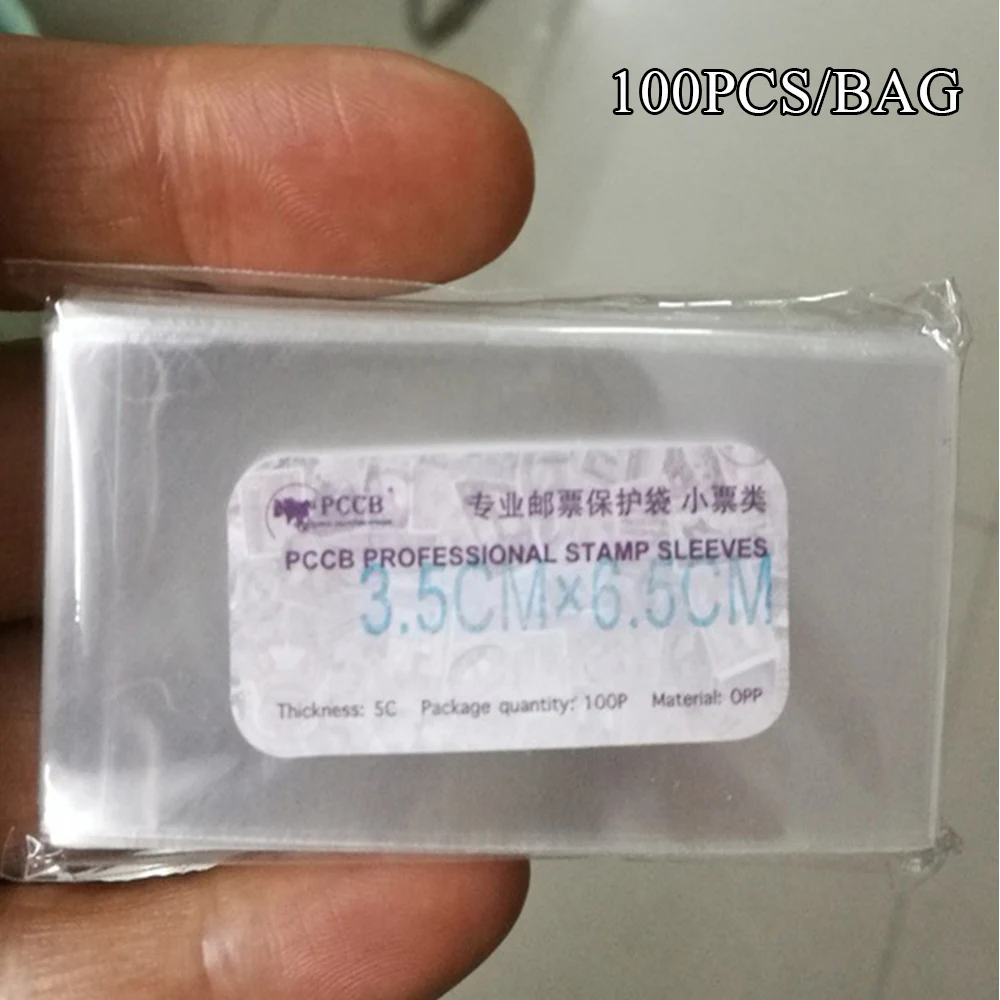 100PCS/BAG
PCCB
专业邮票保护袋 小票类
PCCB PROFESSIONAL STAMP SLEEVES
3.5CM×6.5CM
Thickness: 5C Package quantity: 100P Material: OPP